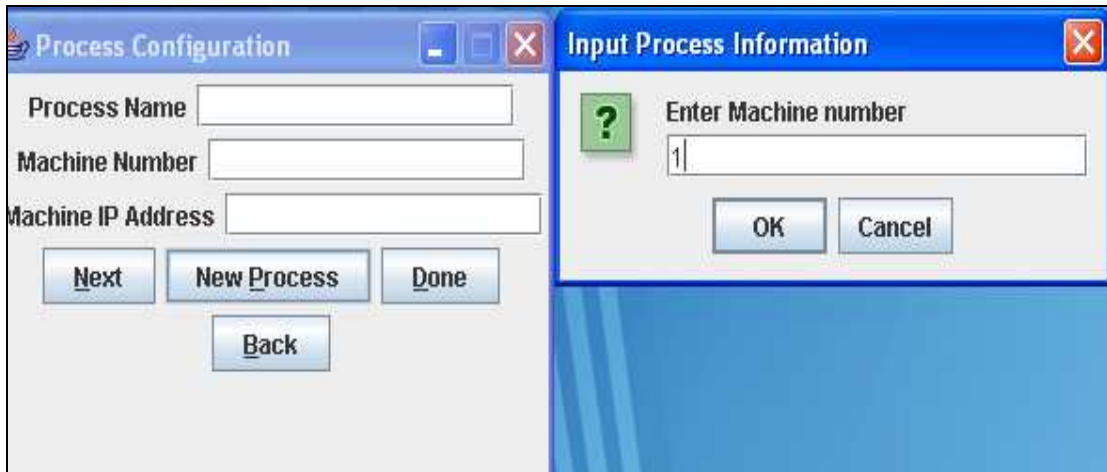 Process Configuration
Process Name
Machine Number
Machine IP Address
Next New Process Done
Back
Input Process Information
?
Enter Machine number
1
OK Cancel